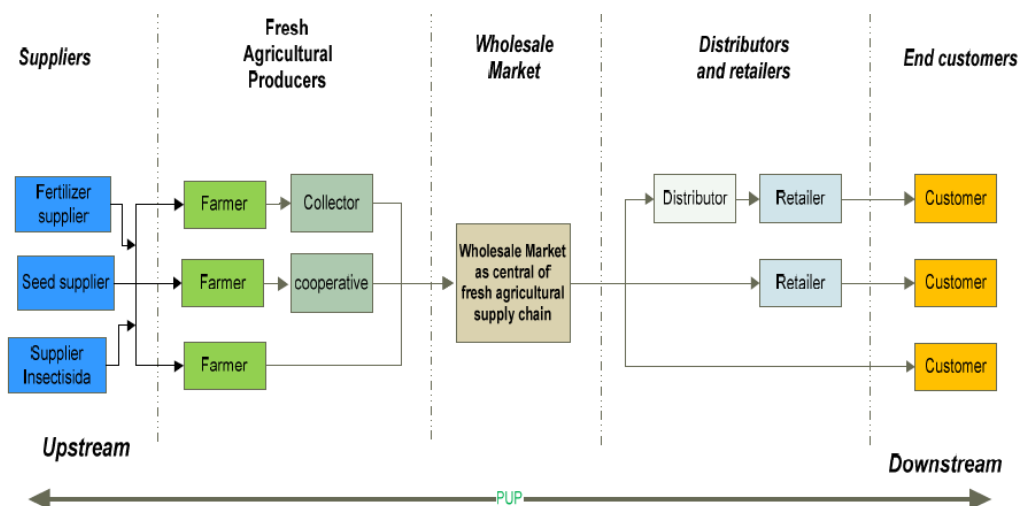 Suppliers
Fresh
Agricultural
Producers
Wholesale
Market
Distributors
and retailers
End customers
Fertilizer
supplier
Farmer
Collector
Distributor
Retailer
Customer
Seed supplier
Farmer
cooperative
Wholesale Market
as central of
fresh agricultural
supply chain
Retailer
Customer
Supplier
Insectisida
Farmer
Customer
Upstream
Downstream
PUP